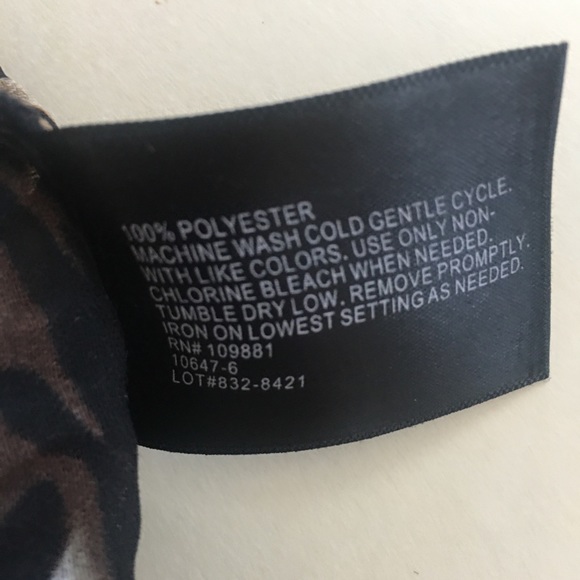 100% POLYESTER
MACHINE WASH COLD GENTLE CYCLE.
WITH LIKE COLORS. USE ONLY NON-
CHLORINE BLEACH WHEN NEEDED.
TUMBLE DRY LOW. REMOVE PROMPTLY.
IRON ON LOWEST SETTING AS NEEDED.
RN# 109881
10647-6
LOT#832-8421